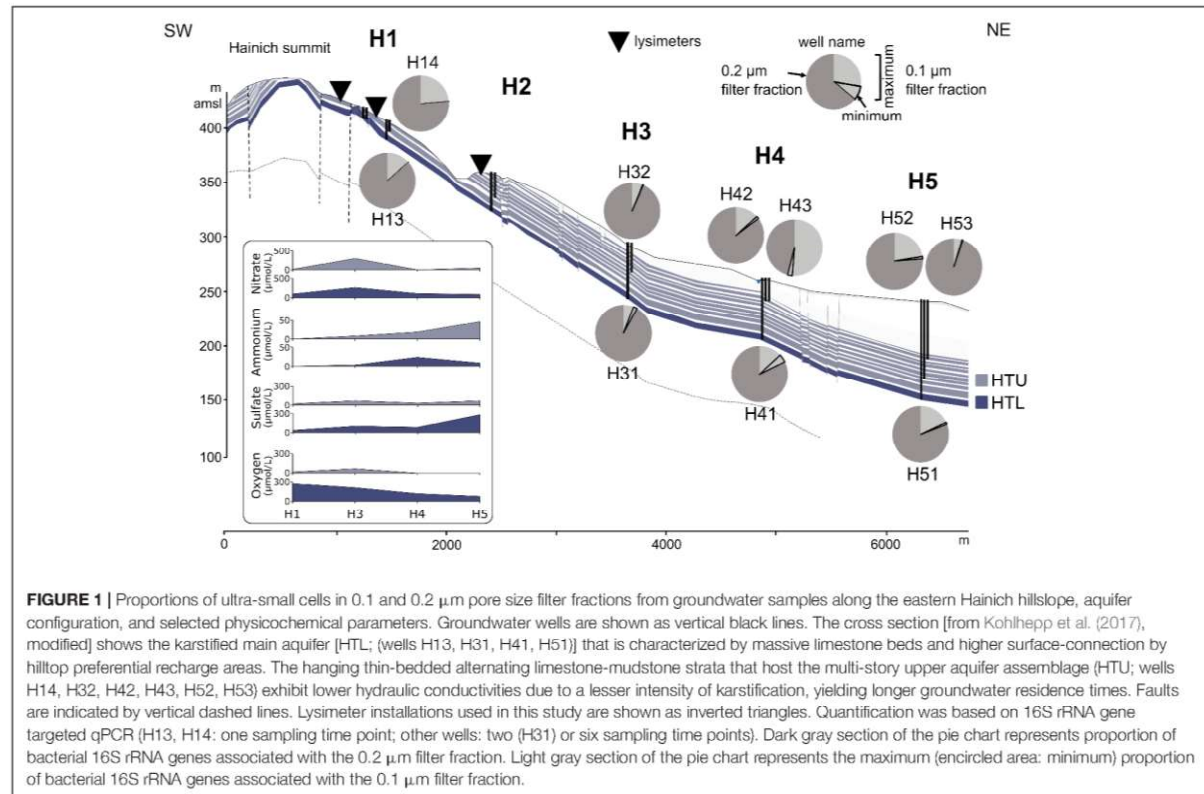 SW
NE
Hainich summit
H1
lysimeters
well name
0.2 µm
filter fraction
maximum
0.1 µm
filter fraction
minimum
H14
H2
m
amsl
400
350
300
250
200
150
100
H13
H3
H32
H4
H42
H43
H5
H52
H53
H31
H41
H51
HTU
HTL
Nitrate
(µmol/L)
500
0
500
0
Ammonium
(µmol/L)
50
0
50
0
Sulfate
(µmol/L)
300
0
300
0
Oxygen
(µmol/L)
300
0
300
0
H1 H3 H4 H5
0 2000 4000 6000 m
FIGURE 1 | Proportions of ultra-small cells in 0.1 and 0.2 µm pore size filter fractions from groundwater samples along the eastern Hainich hillslope, aquifer
configuration, and selected physicochemical parameters. Groundwater wells are shown as vertical black lines. The cross section [from Kohlhepp et al. (2017),
modified] shows the karstified main aquifer [HTL; (wells H13, H31, H41, H51)] that is characterized by massive limestone beds and higher surface-connection by
hilltop preferential recharge areas. The hanging thin-bedded alternating limestone-mudstone strata that host the multi-story upper aquifer assemblage (HTU; wells
H14, H32, H42, H43, H52, H53) exhibit lower hydraulic conductivities due to a lesser intensity of karstification, yielding longer groundwater residence times. Faults
are indicated by vertical dashed lines. Lysimeter installations used in this study are shown as inverted triangles. Quantification was based on 16S rRNA gene
targeted qPCR (H13, H14: one sampling time point; other wells: two (H31) or six sampling time points). Dark gray section of the pie chart represents proportion of
bacterial 16S rRNA genes associated with the 0.2 µm filter fraction. Light gray section of the pie chart represents the maximum (encircled area: minimum) proportion
of bacterial 16S rRNA genes associated with the 0.1 µm filter fraction.